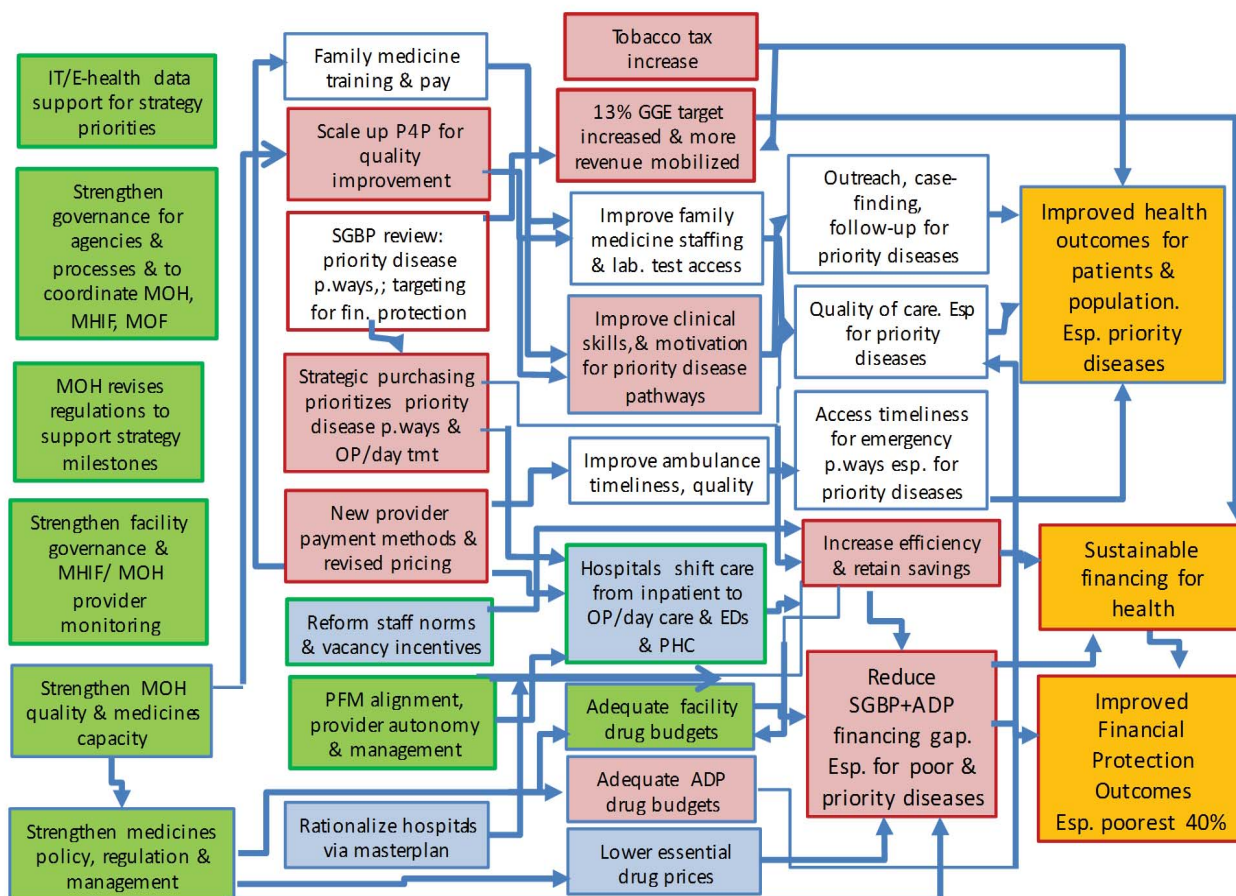 IT/E-health data
support for strategy
priorities
Strengthen
governance for
agencies &
processes & to
coordinate MOH,
MHIF, MOF
MOH revises
regulations to
support strategy
milestones
Strengthen facility
governance &
MHIF/ MOH
provider
monitoring
Strengthen MOH
quality & medicines
capacity
Strengthen medicines
policy, regulation &
management
Family medicine
training & pay
Scale up P4P for
quality
improvement
SGBP review:
priority disease
p.ways,; targeting
for fin. protection
Strategic purchasing
prioritizes priority
disease p.ways &
OP/day tmt
New provider
payment methods &
revised pricing
Reform staff norms
& vacancy incentives
PFM alignment,
provider autonomy
& management
Rationalize hospitals
via masterplan
Tobacco tax
increase
13% GGE target
increased & more
revenue mobilized
Improve family
medicine staffing
& lab. test access
Improve clinical
skills,& motivation
for priority disease
pathways
Improve ambulance
timeliness, quality
Hospitals shift care
from inpatient to
OP/day care & EDs
& PHC
Adequate facility
drug budgets
Adequate ADP
drug budgets
Lower essential
drug prices
Outreach, case-
finding,
follow-up for
priority diseases
Quality of care. Esp
for priority
diseases
Access timeliness
for emergency
p.ways esp. for
priority diseases
Increase efficiency
& retain savings
Reduce
SGBP+ADP
financing gap.
Esp. for poor &
priority diseases
Improved health
outcomes for
patients &
population.
Esp. priority
diseases
Sustainable
financing for
health
Improved
Financial
Protection
Outcomes
Esp. poorest 40%